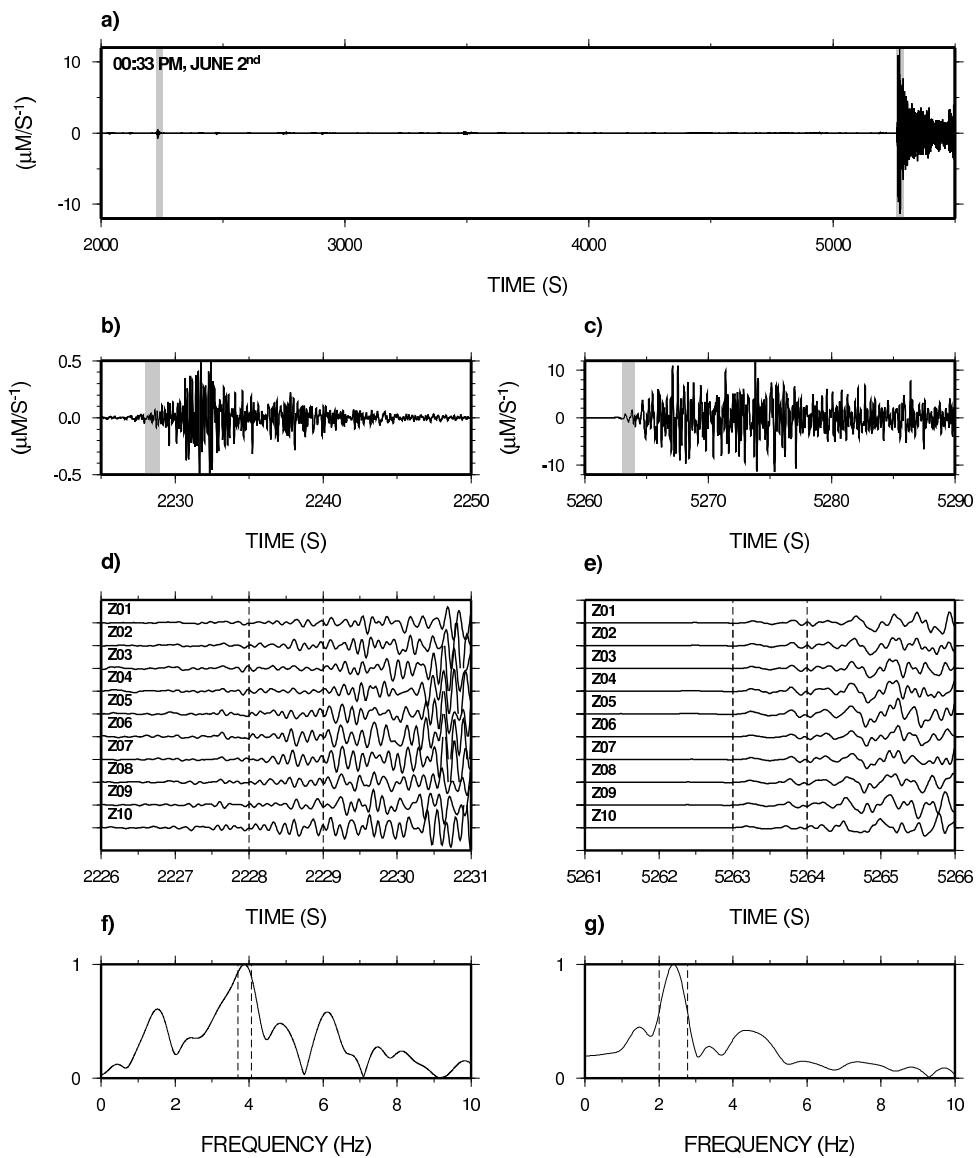 a)
00:33 PM, JUNE 2nd
10
0
-10
(μM/S-1)
2000 3000 4000 5000
TIME (S)
b)
0.5
0.0
-0.5
(μM/S-1)
2230 2240 2250
TIME (S)
c)
10
0
-10
(μM/S-1)
5260 5270 5280 5290
TIME (S)
d)
Z01
Z02
Z03
Z04
Z05
Z06
Z07
Z08
Z09
Z10
2226 2227 2228 2229 2230 2231
TIME (S)
e)
Z01
Z02
Z03
Z04
Z05
Z06
Z07
Z08
Z09
Z10
5261 5262 5263 5264 5265 5266
TIME (S)
f)
1
0
0 2 4 6 8 10
FREQUENCY (Hz)
g)
1
0
0 2 4 6 8 10
FREQUENCY (Hz)